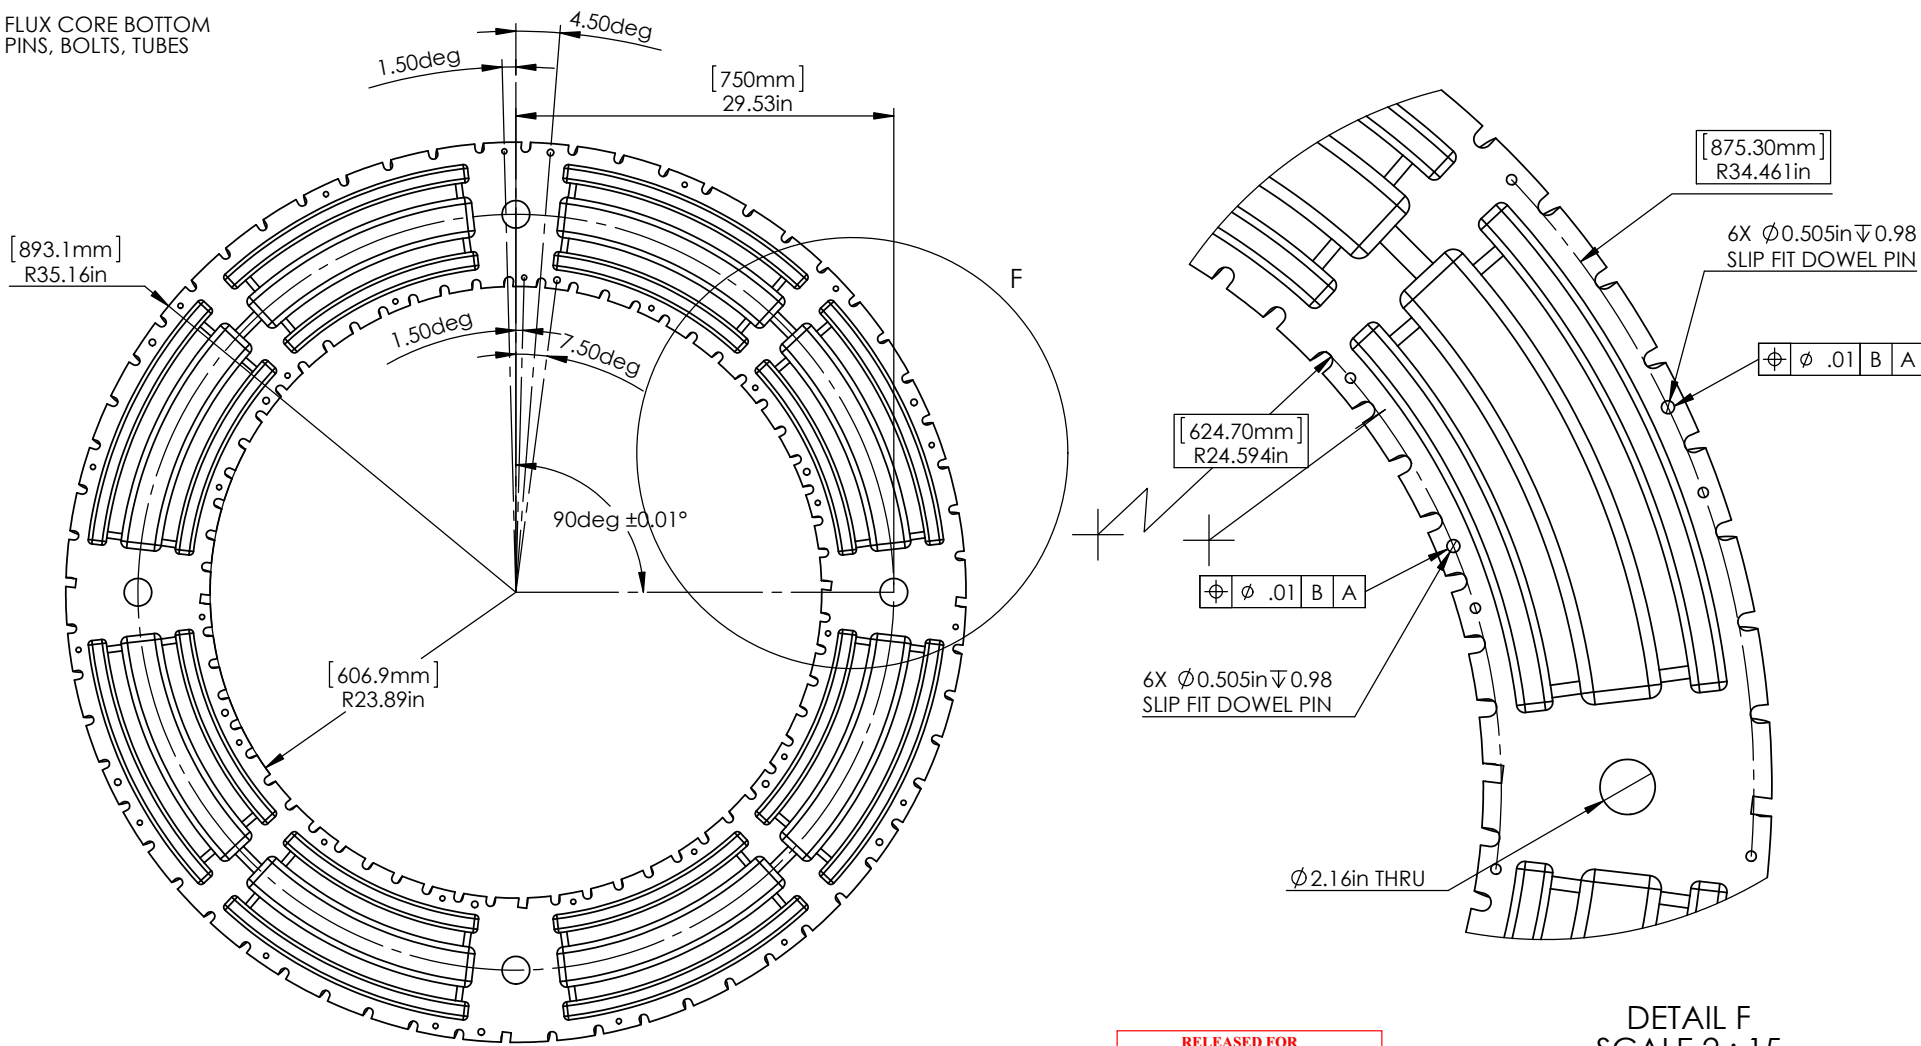 FLUX CORE BOTTOM
PINS, BOLTS, TUBES
4.50deg
1.50deg
[750mm]
29.53in
[893.1mm]
R35.16in
F
1.50deg
7.50deg
90deg ±0.01°
[606.9mm]
R23.89in
[875.30mm]
R34.461in
6X Ø0.505in↧0.98
SLIP FIT DOWEL PIN
⌖ Ø .01 B A
[624.70mm]
R24.594in
⌖ Ø .01 B A
6X Ø0.505in↧0.98
SLIP FIT DOWEL PIN
Ø2.16in THRU
DETAIL F
SCALE 2 : 15
RELEASED FOR